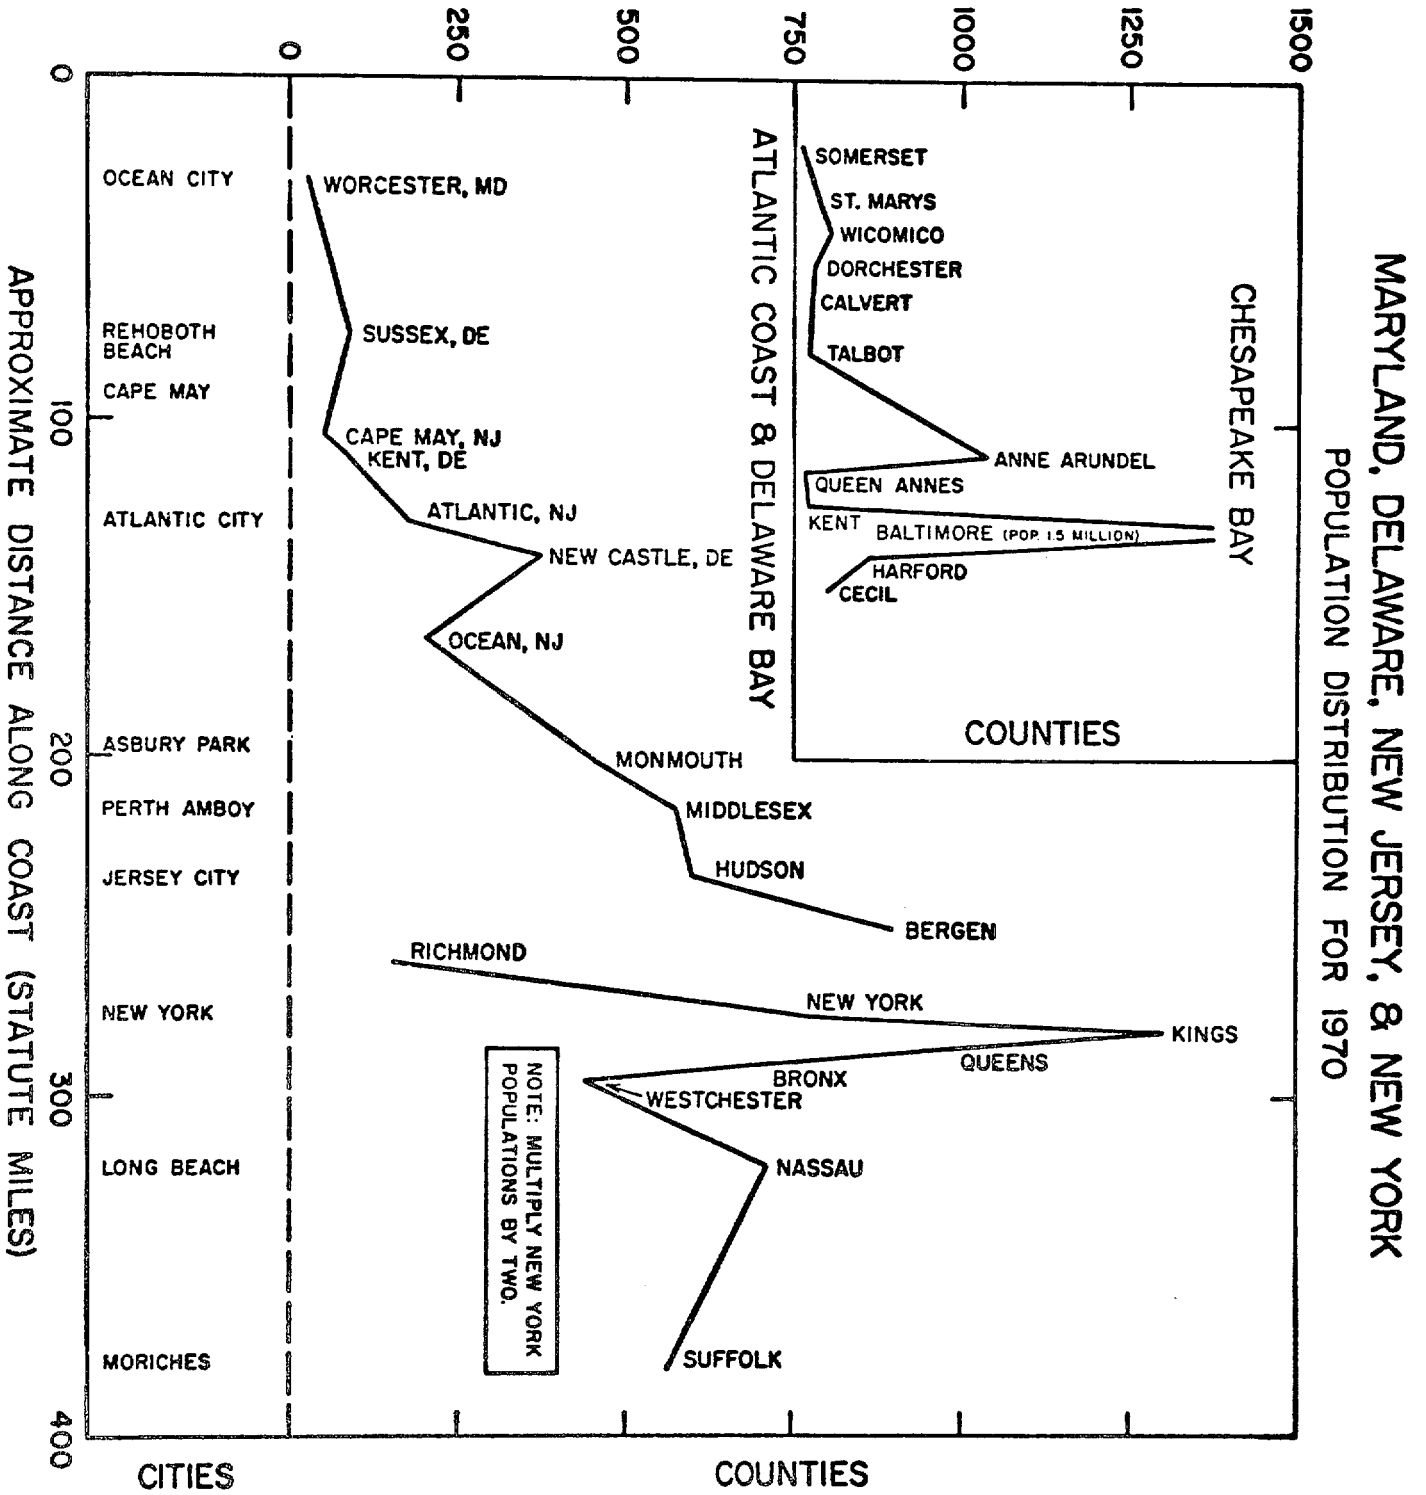 MARYLAND, DELAWARE, NEW JERSEY, & NEW YORK
POPULATION DISTRIBUTION FOR 1970
0
250
500
750
1000
1250
1500
CHESAPEAKE BAY
SOMERSET
ST. MARYS
WICOMICO
DORCHESTER
CALVERT
TALBOT
ANNE ARUNDEL
QUEEN ANNES
KENT
BALTIMORE (POP. 1.5 MILLION)
HARFORD
CECIL
COUNTIES
ATLANTIC COAST & DELAWARE BAY
WORCESTER, MD
SUSSEX, DE
CAPE MAY, NJ
KENT, DE
ATLANTIC, NJ
NEW CASTLE, DE
OCEAN, NJ
MONMOUTH
MIDDLESEX
HUDSON
BERGEN
RICHMOND
NEW YORK
KINGS
QUEENS
BRONX
WESTCHESTER
NASSAU
SUFFOLK
NOTE: MULTIPLY NEW YORK
POPULATIONS BY TWO.
OCEAN CITY
REHOBOTH
BEACH
CAPE MAY
ATLANTIC CITY
ASBURY PARK
PERTH AMBOY
JERSEY CITY
NEW YORK
LONG BEACH
MORICHES
CITIES
COUNTIES
0
100
200
300
400
APPROXIMATE DISTANCE ALONG COAST (STATUTE MILES)